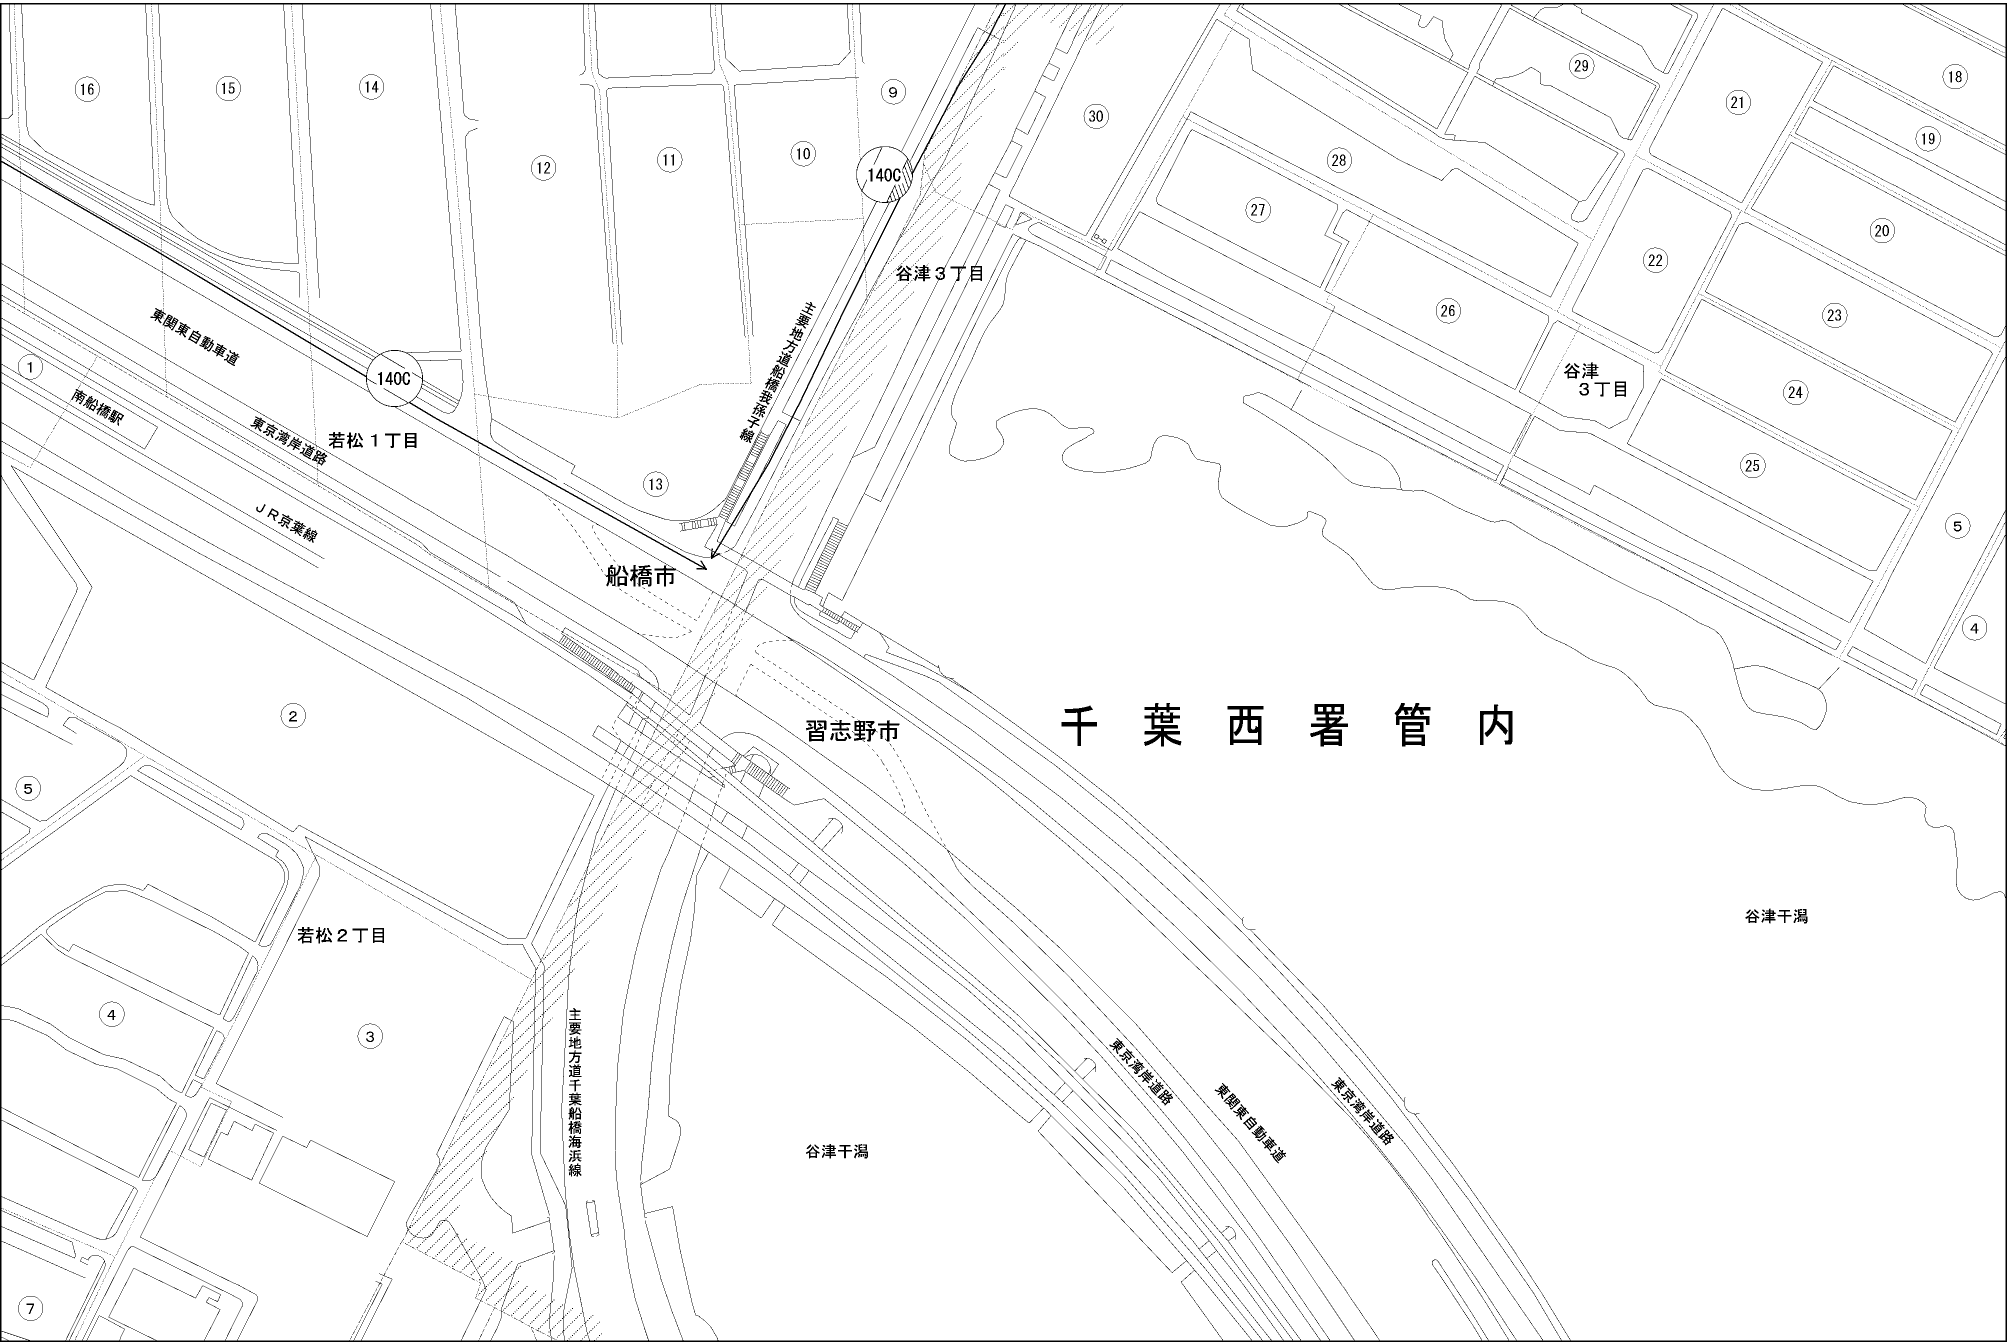 16
15
14
12
11
10
9
30
29
18
21
19
28
27
20
22
26
23
24
25
5
4
140C
谷津3丁目
主要地方道船橋我孫子線
東関東自動車道
140C
1
南船橋駅
東京湾岸道路
若松1丁目
13
谷津
3丁目
JR京葉線
船橋市
2
習志野市
千葉西署管内
5
若松2丁目
谷津干潟
4
3
主要地方道千葉船橋海浜線
東京湾岸道路
東関東自動車道
東京湾岸道路
谷津干潟
7